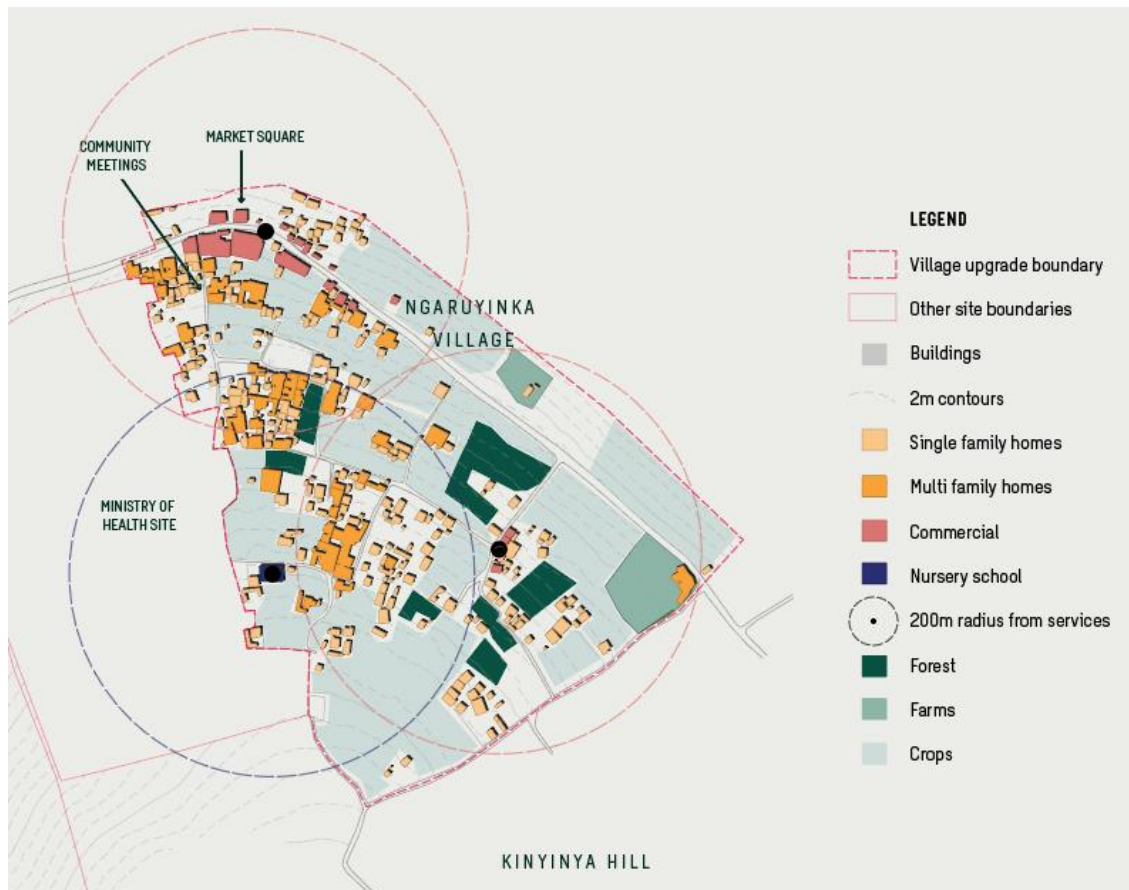 MARKET SQUARE
COMMUNITY
MEETINGS
NGARUYINKA
VILLAGE
MINISTRY OF
HEALTH SITE
KINYINYA HILL
LEGEND
Village upgrade boundary
Other site boundaries
Buildings
2m contours
Single family homes
Multi family homes
Commercial
Nursery school
200m radius from services
Forest
Farms
Crops